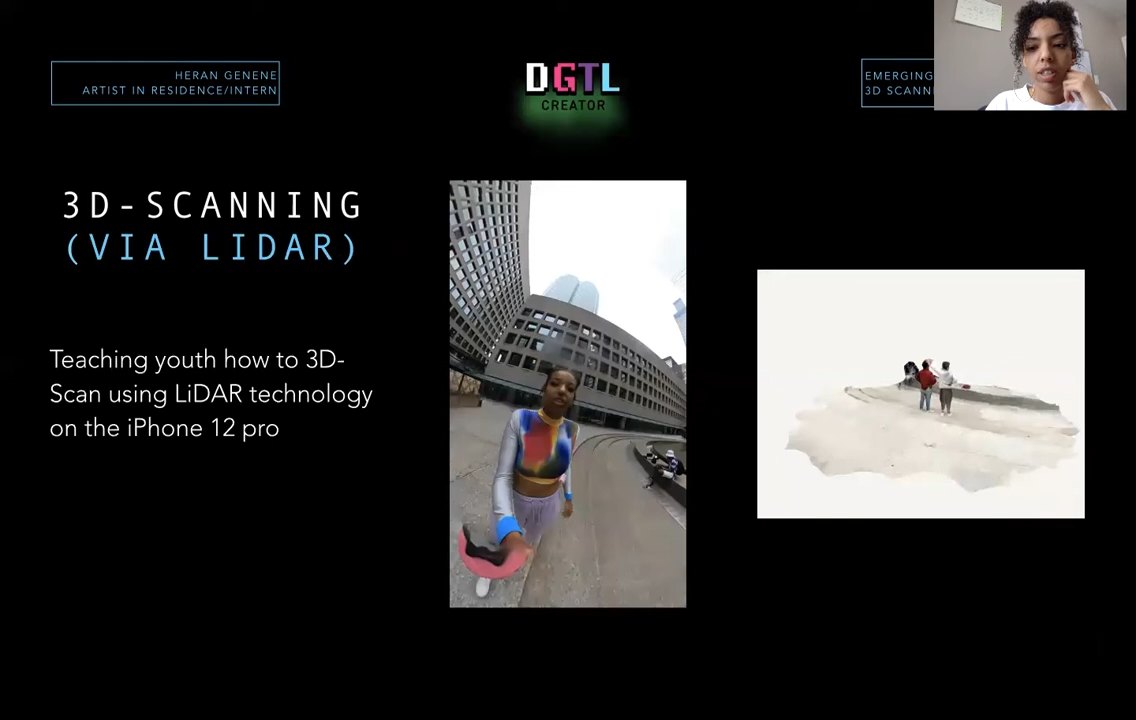 HERAN GENENE
ARTIST IN RESIDENCE/INTERN
DGTL
CREATOR
EMERGING
3D
3D-SCANNING
(VIA LIDAR)
Teaching youth how to 3D-
Scan using LiDAR technology
on the iPhone 12 pro